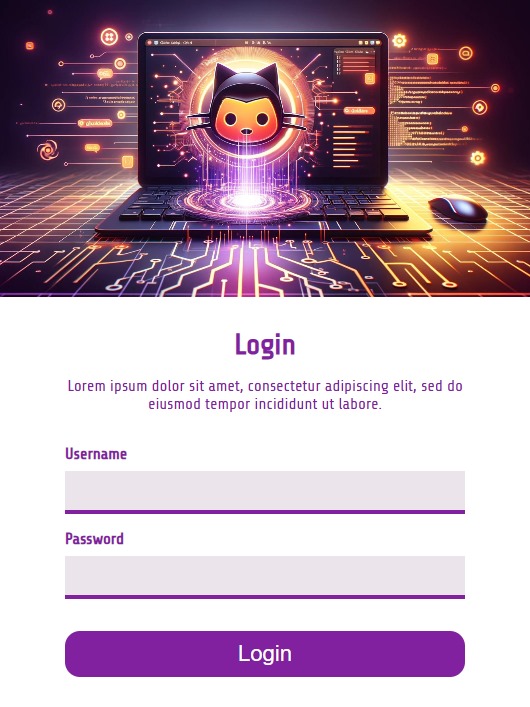 Login
Lorem ipsum dolor sit amet, consectetur adipiscing elit, sed do
eiusmod tempor incididunt ut labore.
Username
Password
Login